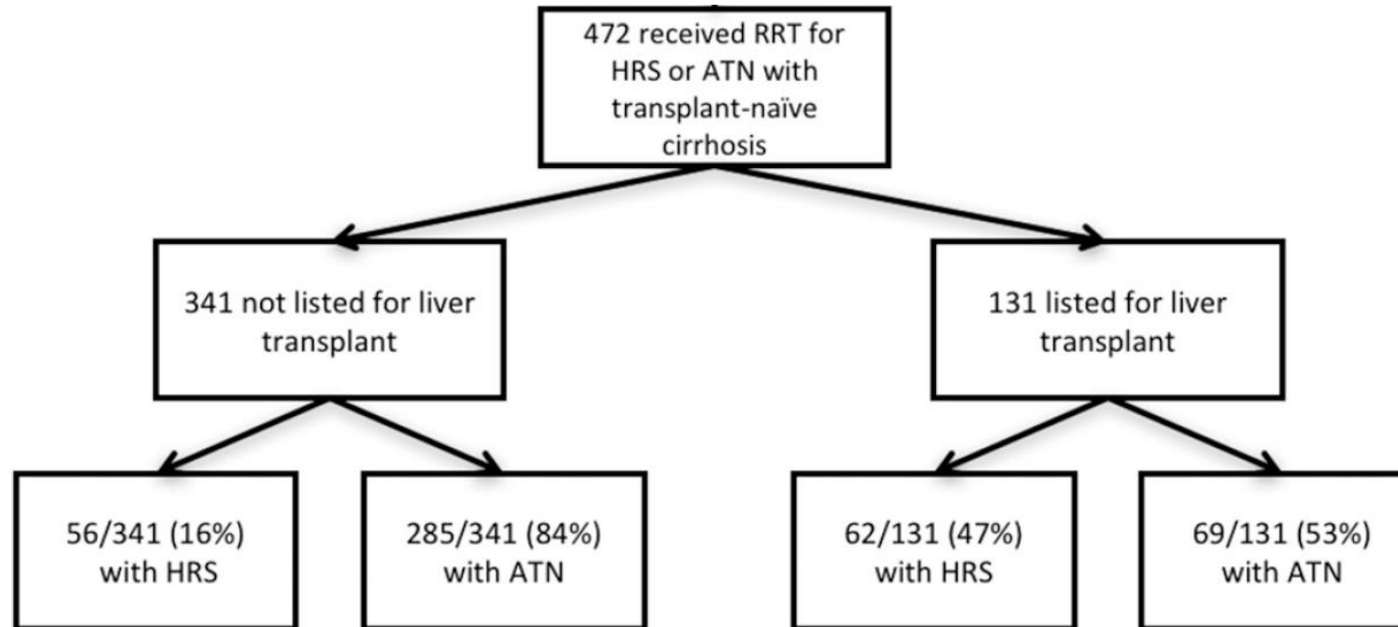 472 received RRT for
HRS or ATN with
transplant-naïve
cirrhosis
341 not listed for liver
transplant
131 listed for liver
transplant
56/341 (16%)
with HRS
285/341 (84%)
with ATN
62/131 (47%)
with HRS
69/131 (53%)
with ATN